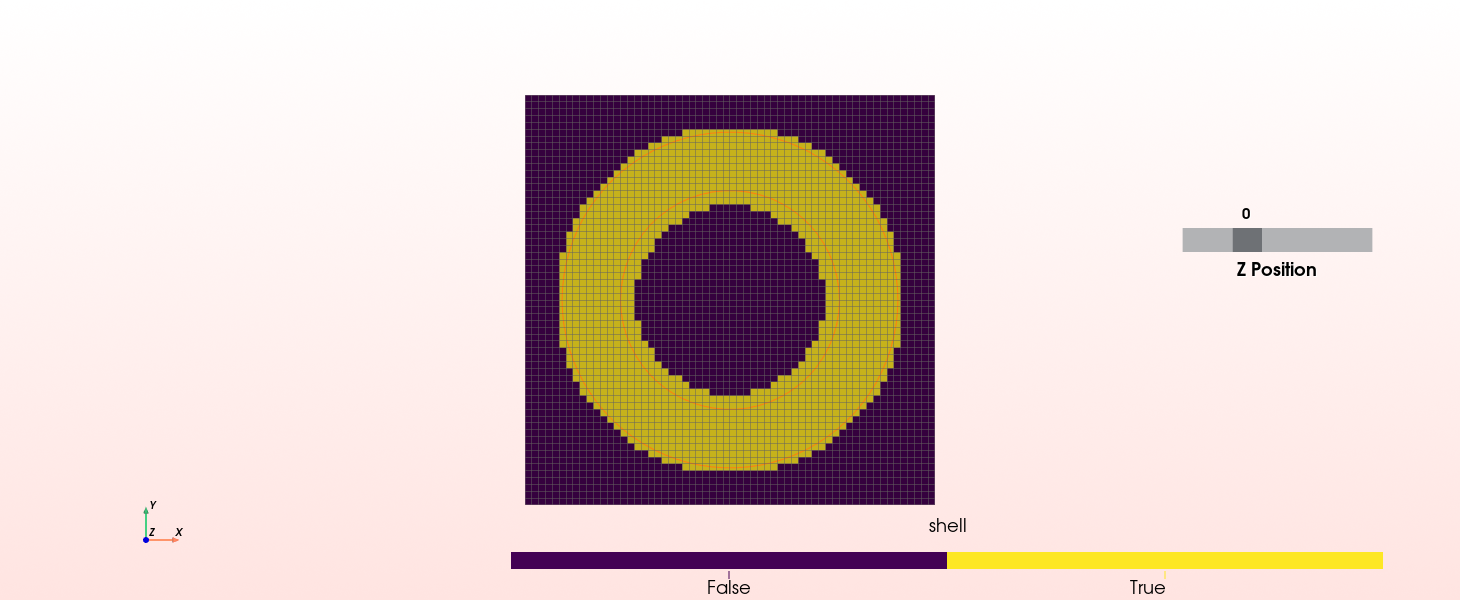 0
Z Position
Y
Z X
shell
False True